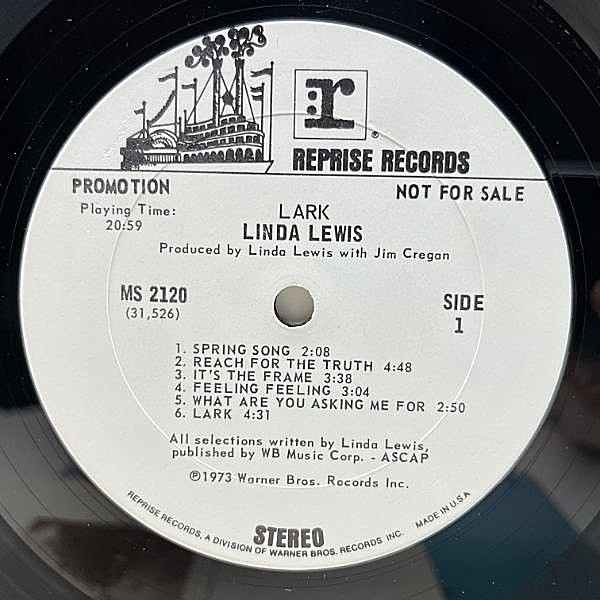 r
®
REPRISE RECORDS
PROMOTION
NOT FOR SALE
Playing Time:
20:59
LARK
LINDA LEWIS
Produced by Linda Lewis with Jim Cregan
MS 2120
(31,526)
SIDE
1
1. SPRING SONG 2:08
2. REACH FOR THE TRUTH 4:48
3. IT'S THE FRAME 3:38
4. FEELING FEELING 3:04
5. WHAT ARE YOU ASKING ME FOR 2:50
6. LARK 4:31
All selections written by Linda Lewis,
published by WB Music Corp. - ASCAP
℗1973 Warner Bros. Records Inc.
STEREO
REPRISE RECORDS, A DIVISION OF WARNER BROS. RECORDS INC. MADE IN U.S.A.